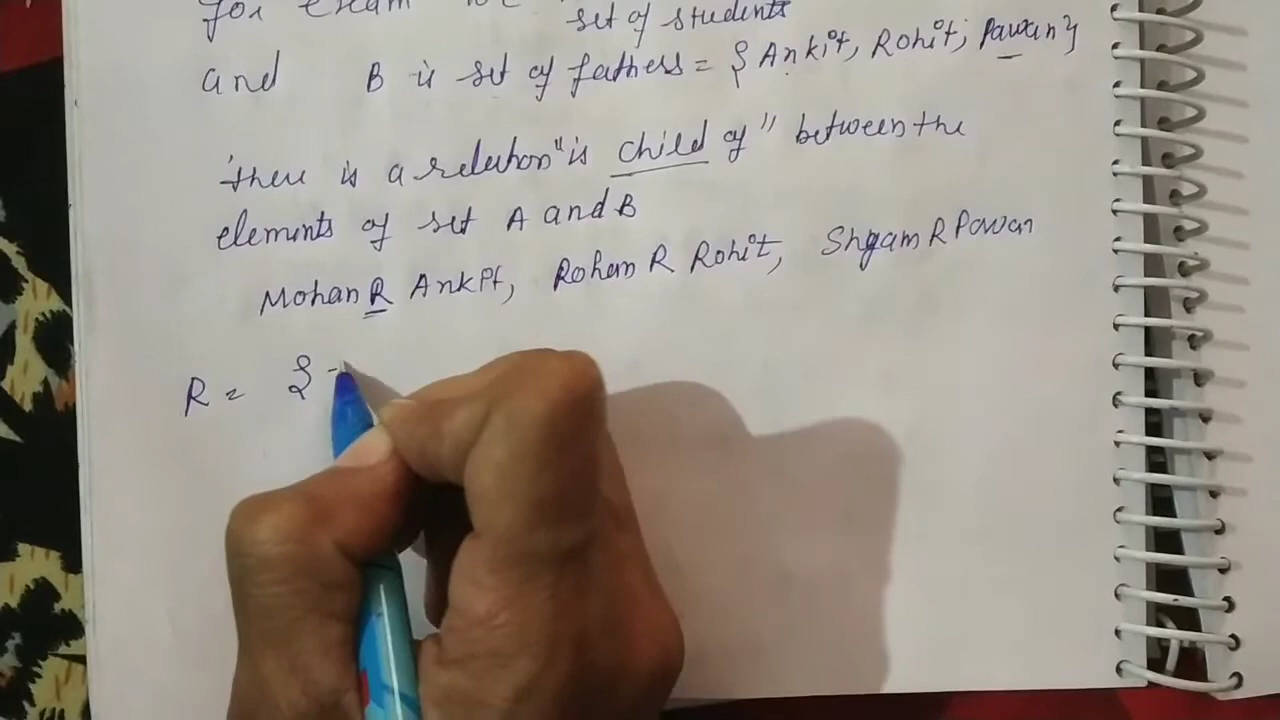 for
set of students
and B is set of fathers = { Ankit, Rohit, Pawan }
there is a relation "is child of" between the
elements of set A and B
Mohan R Ankit, Rohan R Rohit, Shyam R Pawan
R = {